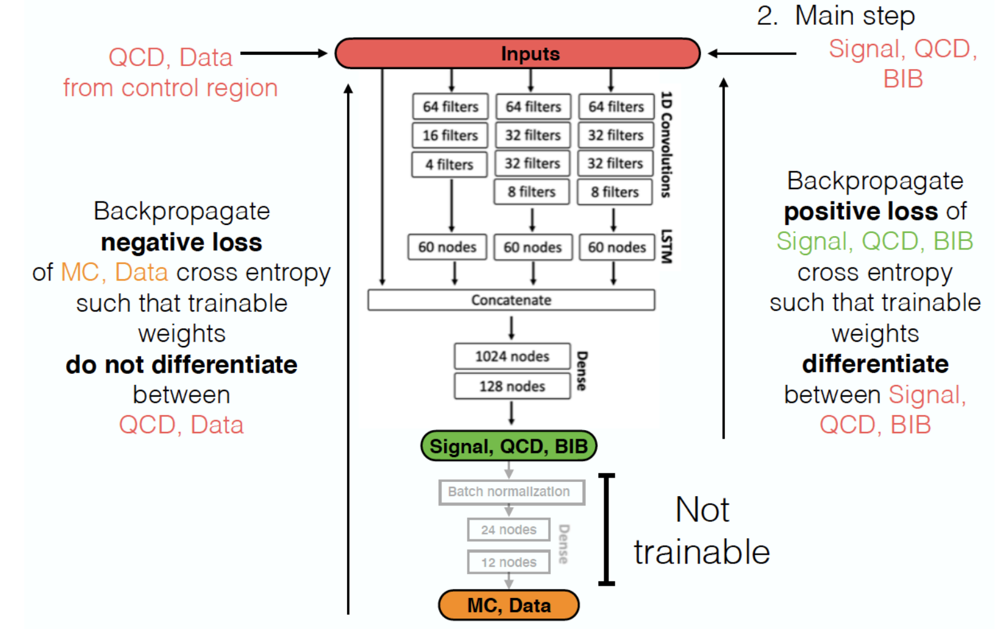 2. Main step
QCD, Data
from control region
Inputs
Signal, QCD,
BIB
64 filters
64 filters
64 filters
16 filters
32 filters
32 filters
4 filters
32 filters
32 filters
8 filters
8 filters
1D Convolutions
60 nodes
60 nodes
60 nodes
LSTM
Concatenate
1024 nodes
128 nodes
Dense
Backpropagate
negative loss
of MC, Data cross entropy
such that trainable
weights
do not differentiate
between
QCD, Data
Backpropagate
positive loss of
Signal, QCD, BIB
cross entropy
such that trainable
weights
differentiate
between Signal,
QCD, BIB
Signal, QCD, BIB
Batch normalization
24 nodes
12 nodes
Dense
Not
trainable
MC, Data